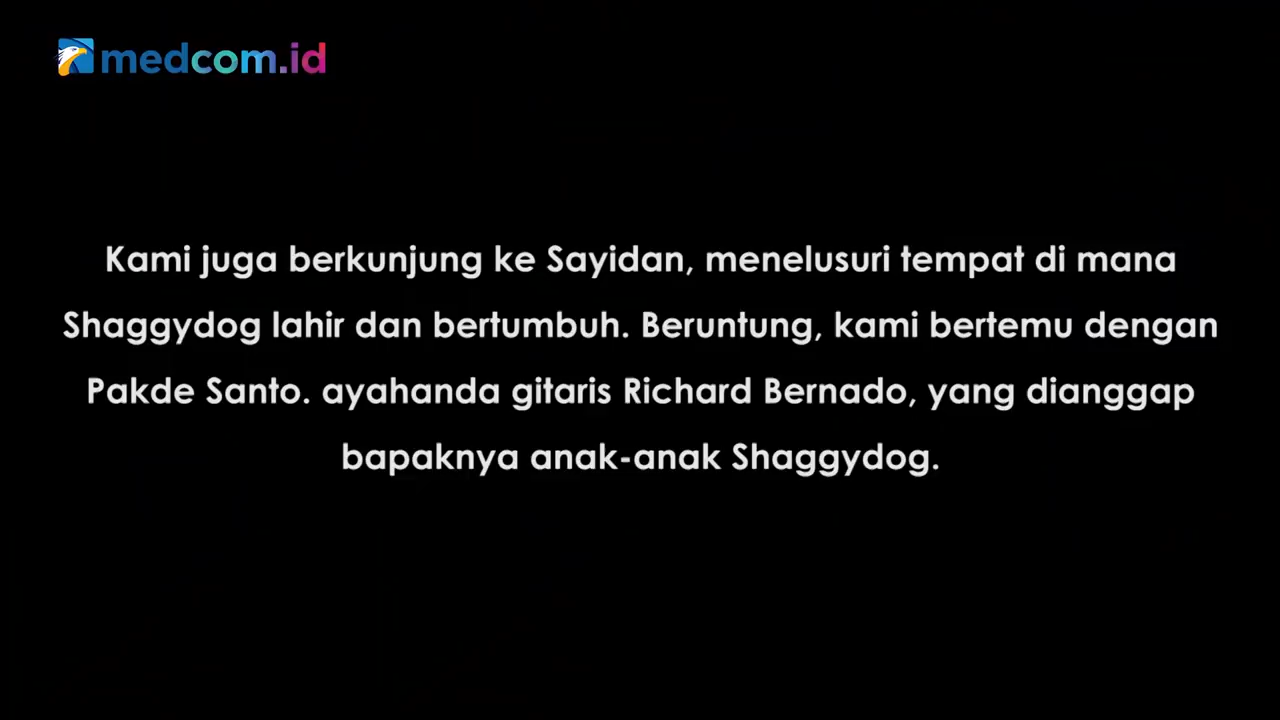 medcom.id
Kami juga berkunjung ke Sayidan, menelusuri tempat di mana
Shaggydog lahir dan bertumbuh. Beruntung, kami bertemu dengan
Pakde Santo. ayahanda gitaris Richard Bernado, yang dianggap
bapaknya anak-anak Shaggydog.